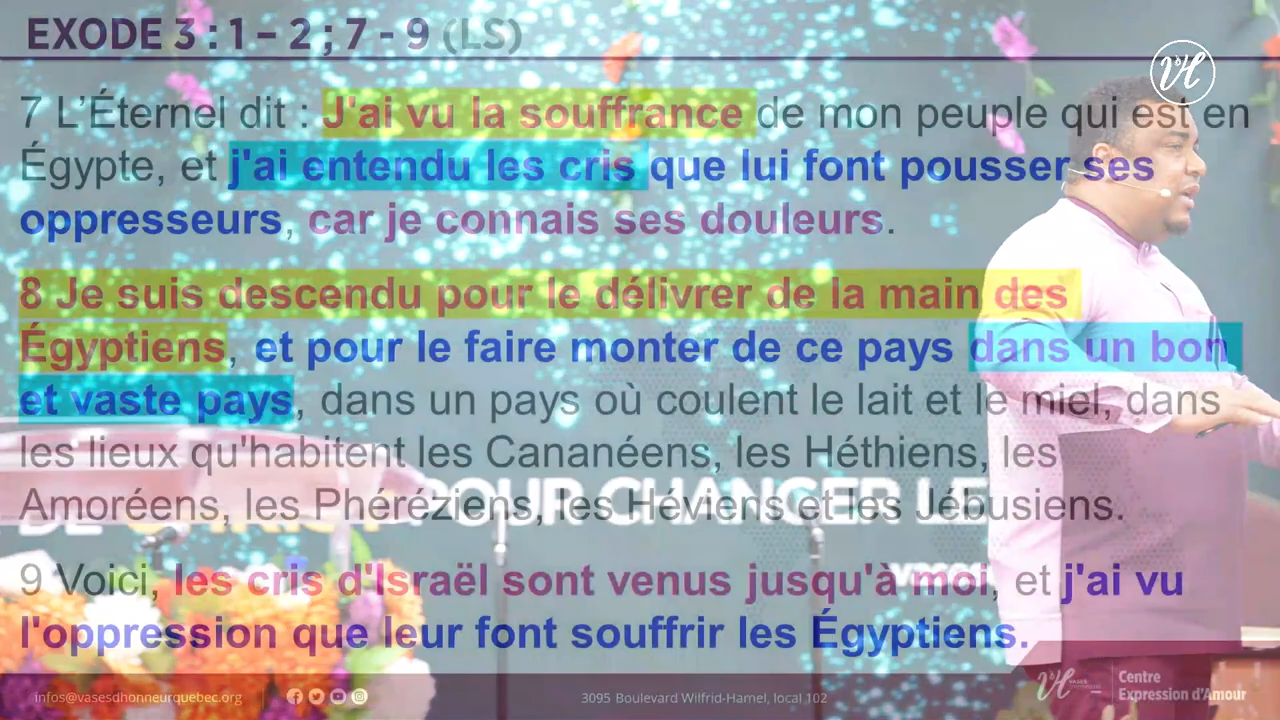 EXODE 3 : 1 – 2 ; 7 - 9 (LS)
7 L'Éternel dit : J'ai vu la souffrance de mon peuple qui est en
Égypte, et j'ai entendu les cris que lui font pousser ses
oppresseurs, car je connais ses douleurs.
8 Je suis descendu pour le délivrer de la main des
Égyptiens, et pour le faire monter de ce pays dans un bon
et vaste pays, dans un pays où coulent le lait et le miel, dans
les lieux qu'habitent les Cananéens, les Héthiens, les
Amoréens, les Phéréziens, les Héviens et les Jébusiens.
POUR CHANGER LE
9 Voici, les cris d'Israël sont venus jusqu'à moi, et j'ai vu
l'oppression que leur font souffrir les Égyptiens.
infos@vasesdhonneurquebec.org
3095 Boulevard Wilfrid-Hamel, local 102
Centre
Expression d'Amour